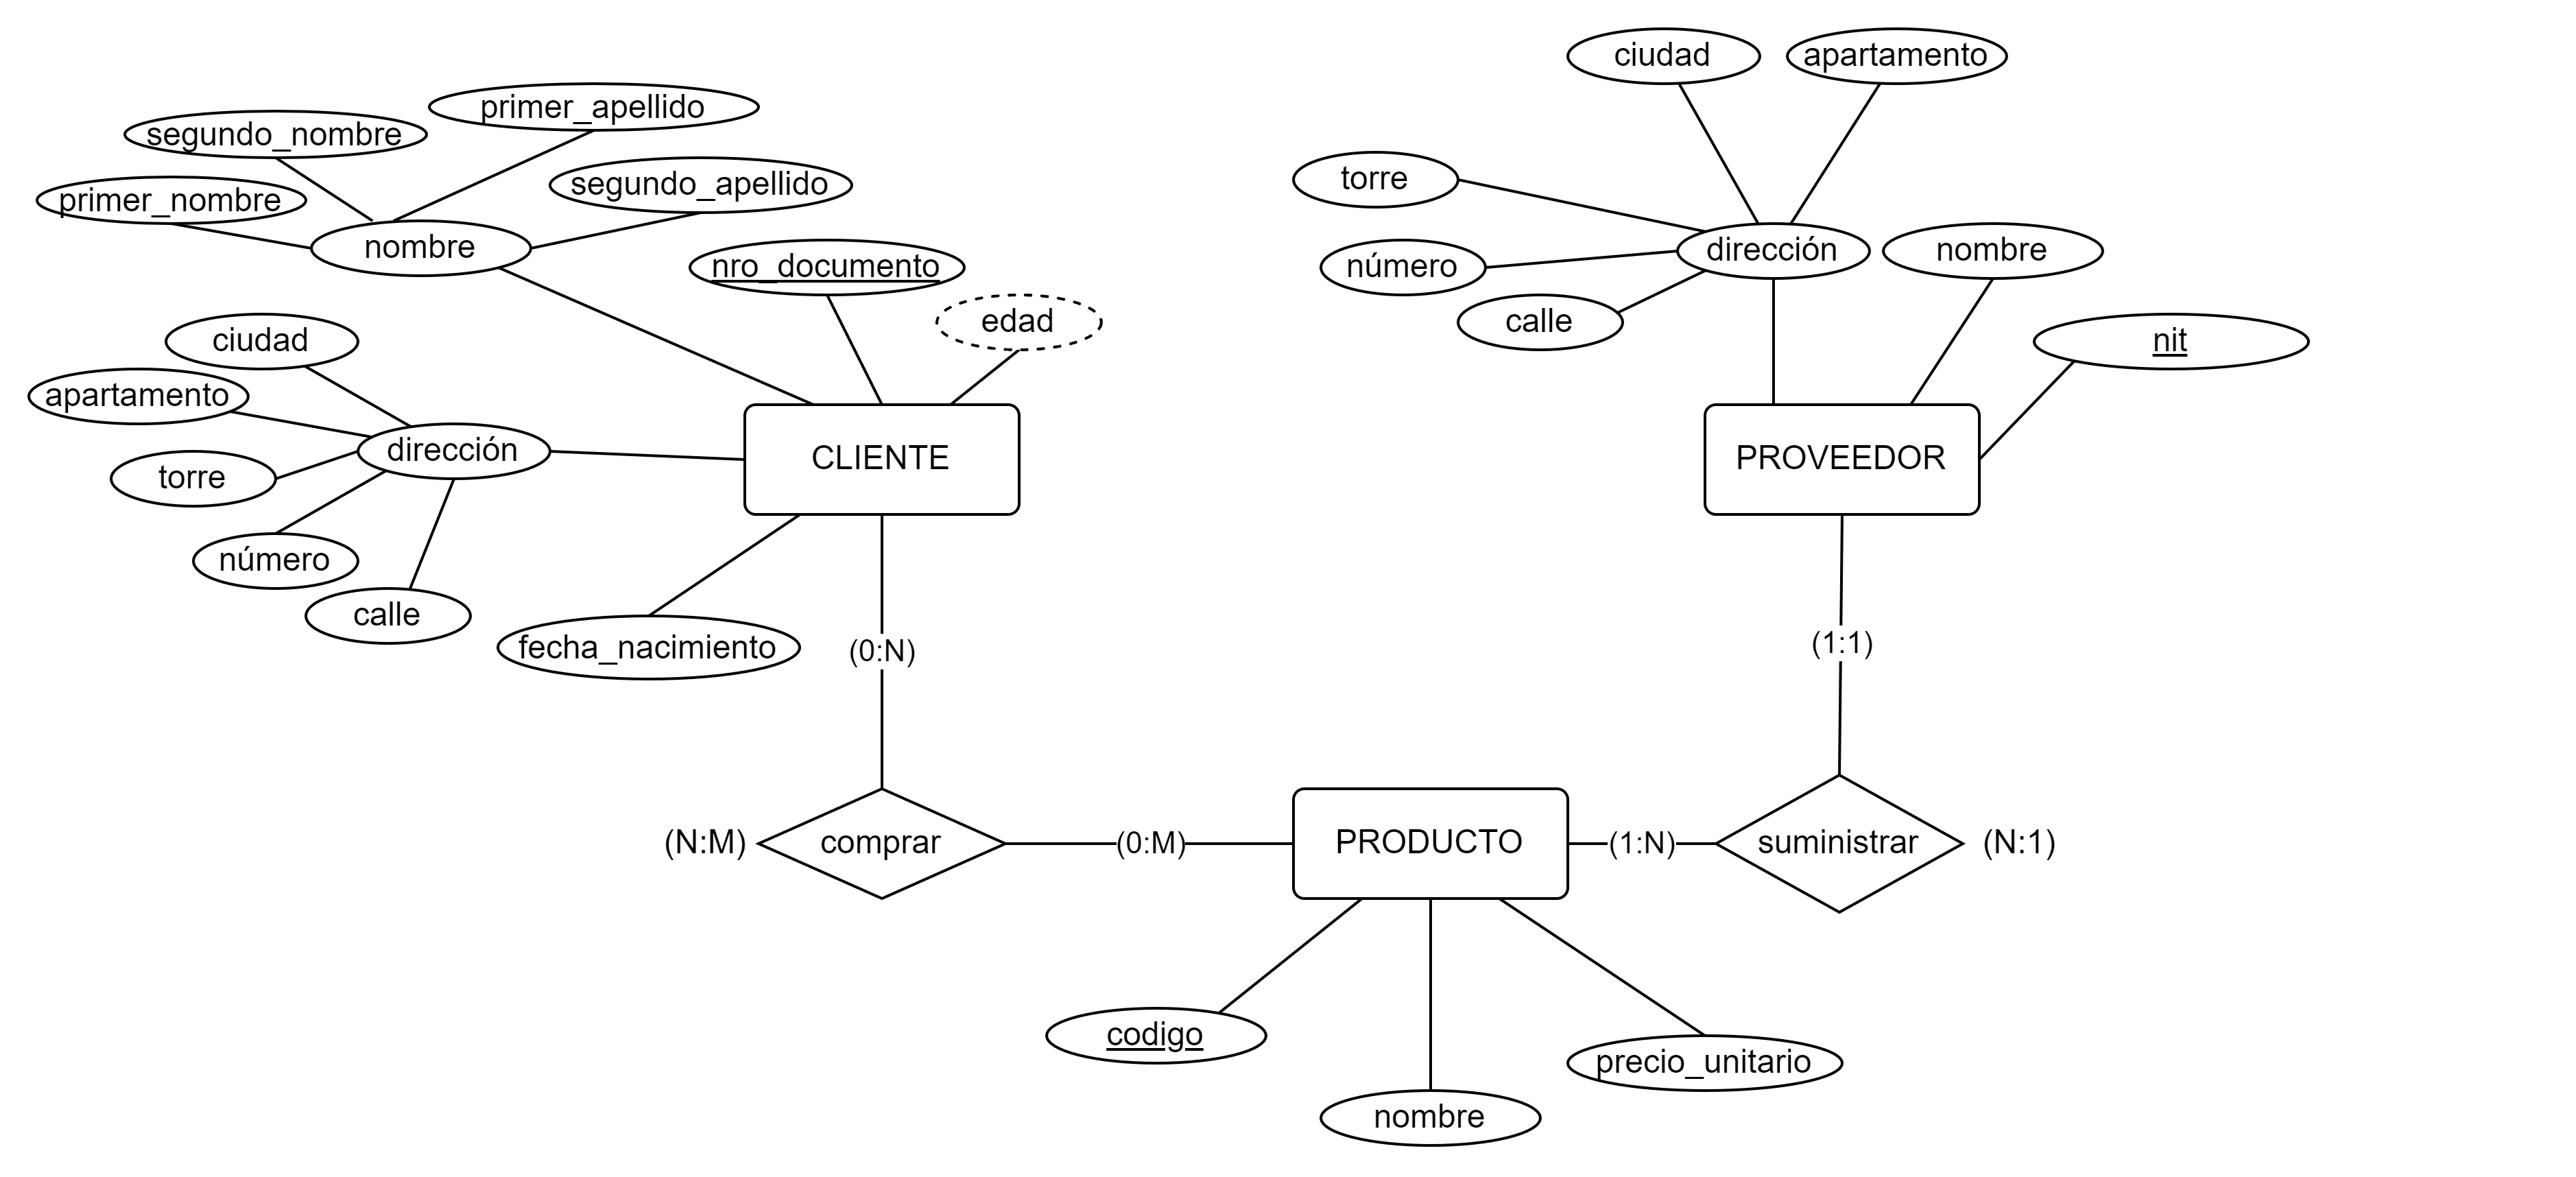 ciudad
apartamento
primer_apellido
segundo_nombre
torre
segundo_apellido
primer_nombre
nombre
dirección
nombre
nro_documento
número
edad
calle
ciudad
nit
apartamento
dirección
CLIENTE
PROVEEDOR
torre
número
calle
fecha_nacimiento
(0:N)
(1:1)
(N:M)
comprar
(0:M)
PRODUCTO
(1:N)
suministrar
(N:1)
codigo
precio_unitario
nombre